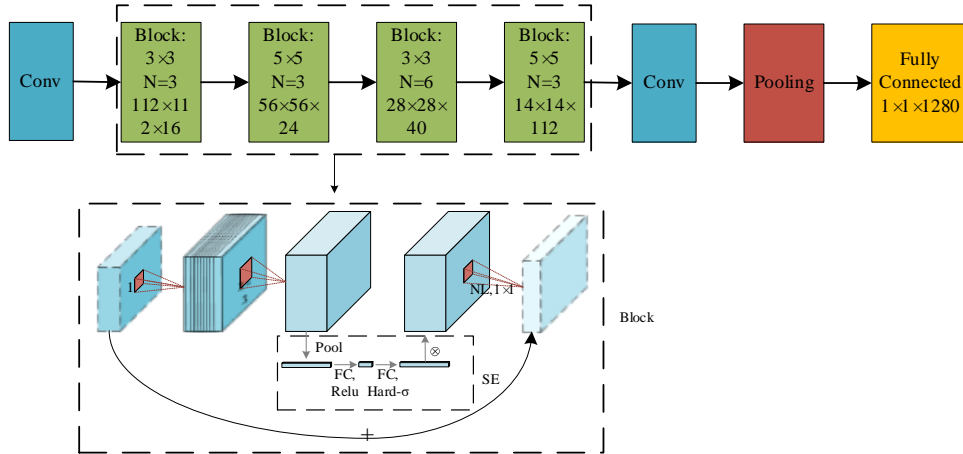 Conv
Block:
3×3
N=3
112×11
2×16
Block:
5×5
N=3
56×56×
24
Block:
3×3
N=6
28×28×
40
Block:
5×5
N=3
14×14×
112
Conv
Pooling
Fully
Connected
1×1×1280
1
3
NL,1×1
Block
Pool
⊗
FC,
Relu
FC,
Hard-σ
SE
+